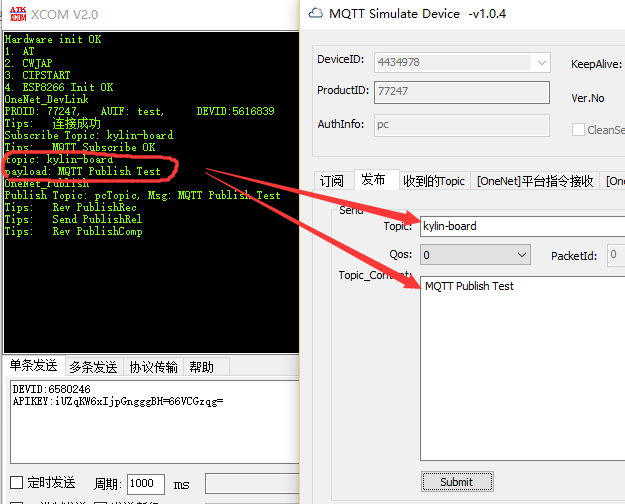 ATK
XCOM
XCOM V2.0
Hardware init OK
1. AT
2. CWJAP
3. CIPSTART
4. ESP8266 Init OK
OneNet_DevLink
PROID: 77247, AUIF: test, DEVID:5616839
Tips: 连接成功
Subscribe Topic: kylin-board
Tips: MQTT Subscribe OK
topic: kylin-board
payload: MQTT Publish Test
OneNet_Publish
Publish Topic: pcTopic, Msg: MQTT Publish Test
Tips: Rev PublishRec
Tips: Send PublishRel
Tips: Rev PublishComp
单条发送 多条发送 协议传输 帮助
DEVID:6580246
APIKEY:iUZqKW6xIjpGngggBH=66VCGzqg=
定时发送 周期: 1000 ms
MQTT Simulate Device -v1.0.4
DeviceID: 4434978 KeepAlive:
ProductID: 77247 Ver.No
AuthInfo: pc CleanSe
订阅 发布 收到的Topic [OneNet]平台指令接收 [One
Send
Topic: kylin-board
Qos: 0 PacketId: 0
Topic_Content: MQTT Publish Test
Submit